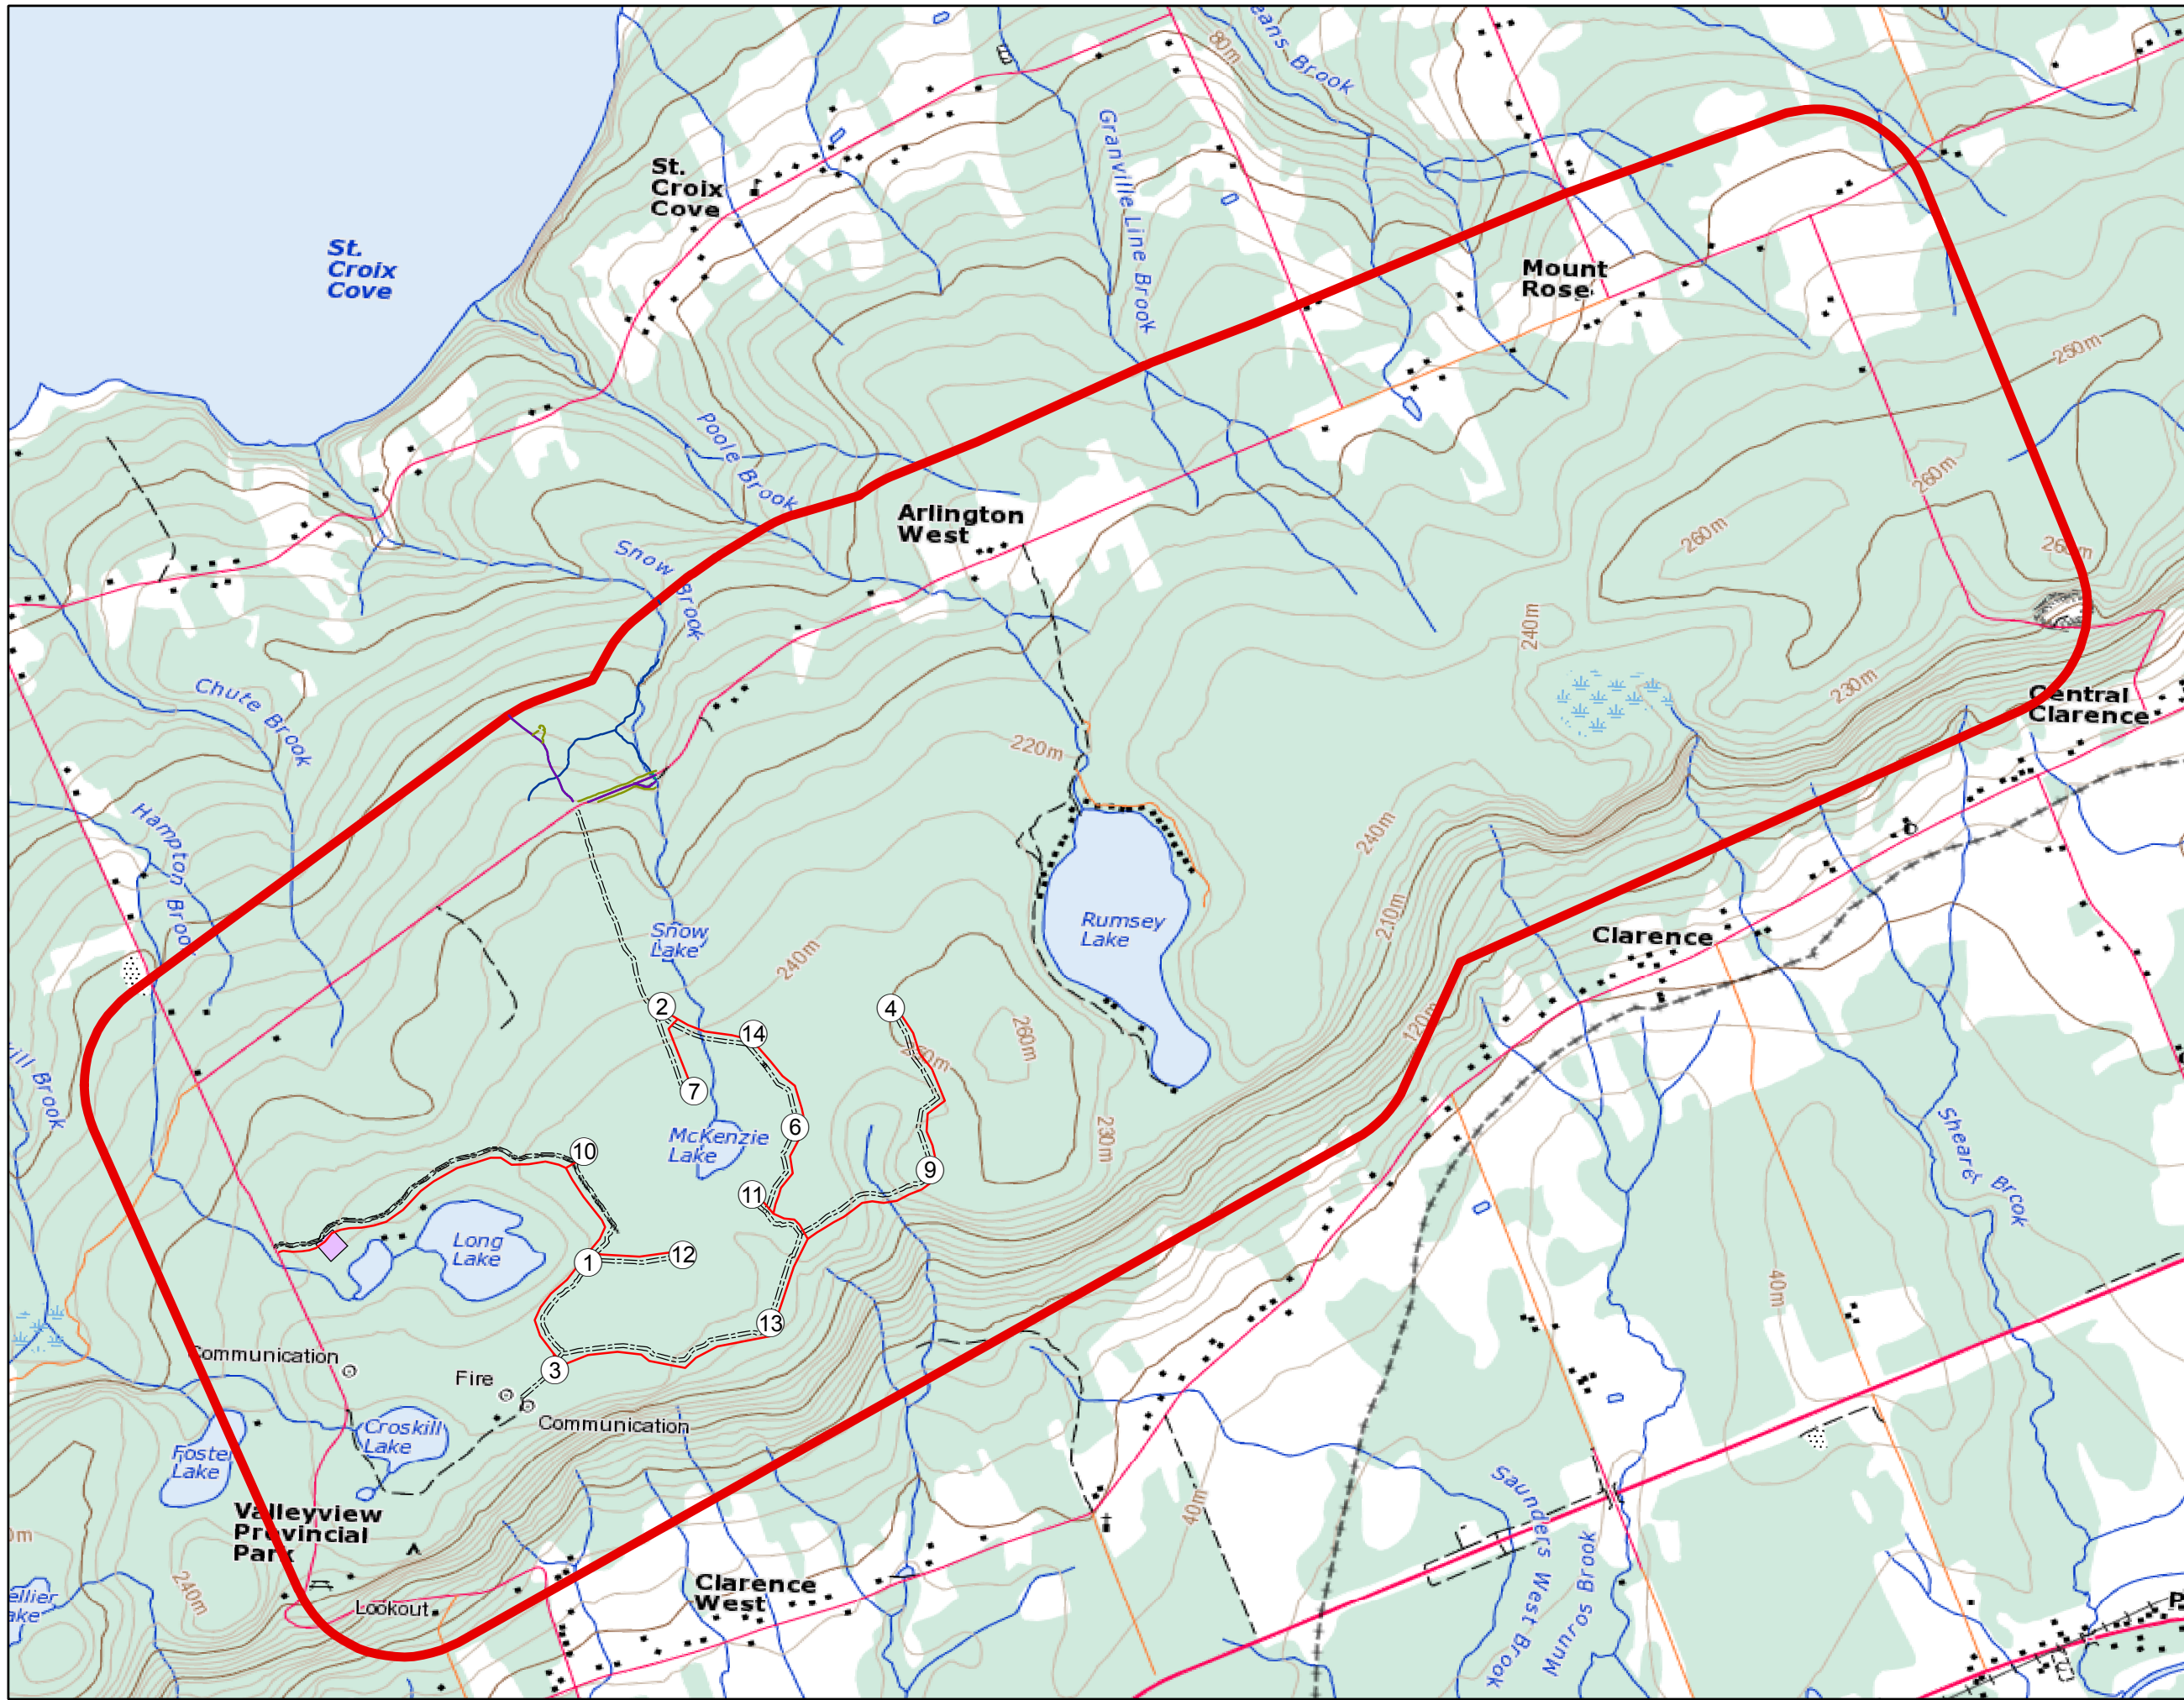 80m
Brook
Granville Line Brook
St.
Croix
Cove
St.
Croix
Cove
Mount
Rose
250m
Poole Brook
260m
260m
Arlington
West
Snow Brook
240m
Chute Brook
230m
Central
Clarence
220m
Hampton Brook
240m
210m
Rumsey
Lake
Clarence
Snow
Lake
240m
2
4
14
260m
120m
Brook
7
6
230m
McKenzie
Lake
Shearer Brook
10
9
11
Long
Lake
1
12
40m
13
Communication
3
Fire
Communication
Croskill
Lake
Foster
Lake
Valleyview
Provincial
Park
40m
Saunders West Brook
Munros Brook
240m
Clarence
West
Lookout